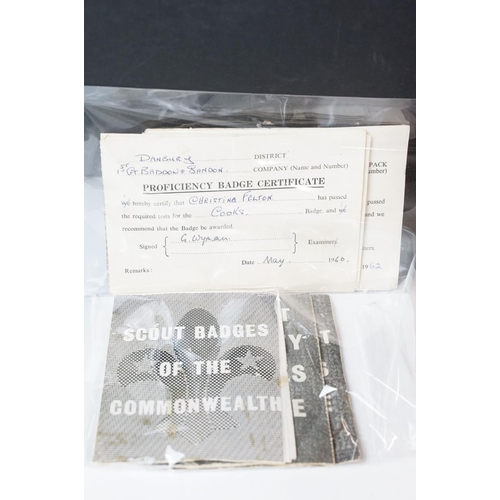 DANBURY DISTRICT
1ST GT BADDOW & SANDON COMPANY (Name and Number)
PROFICIENCY BADGE CERTIFICATE
We hereby certify that CHRISTINA FELTON has passed
the required tests for the COOKS Badge, and we
recommend that the Badge be awarded.
Signed G. Wyman Examiners
Date May 1960.
Remarks :
PACK
1962
SCOUT BADGES
OF THE
COMMONWEALTH
T
Y
S
E
T
S
E